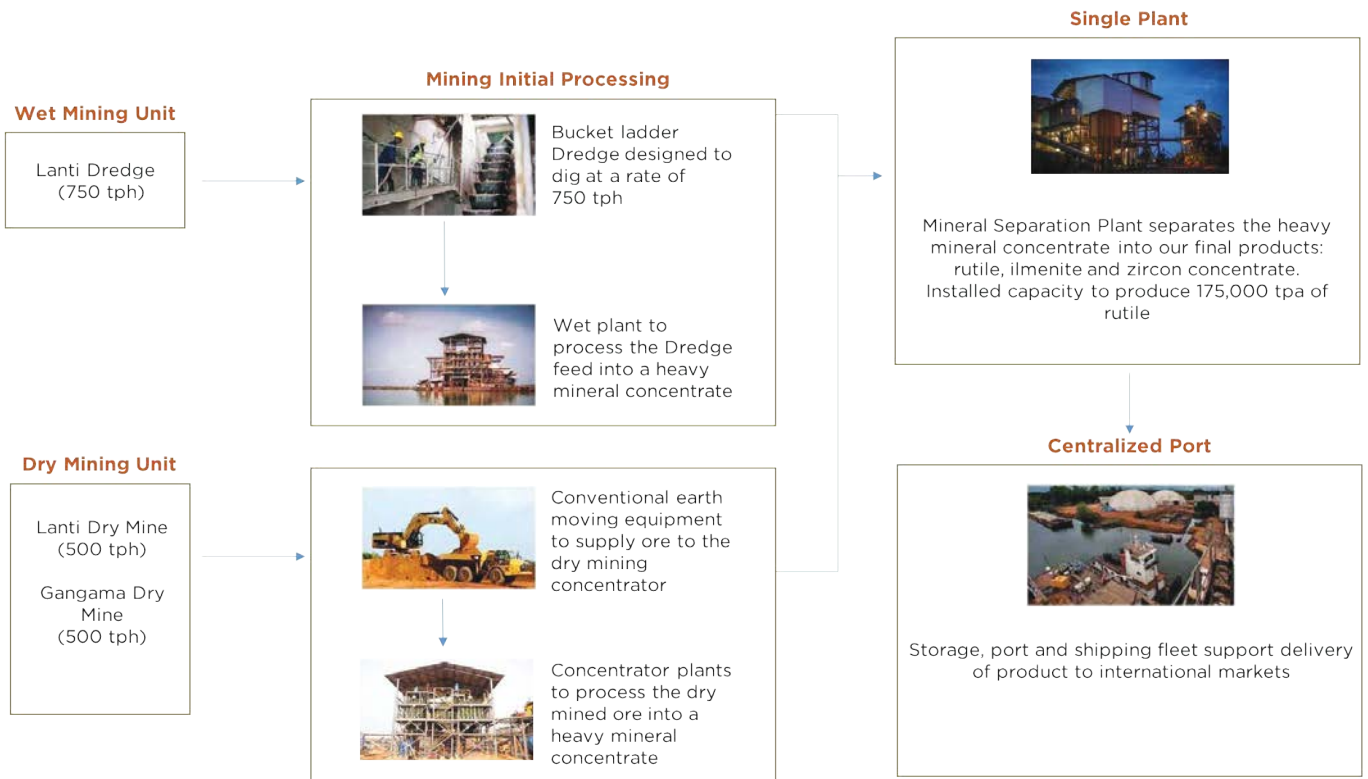 Wet Mining Unit
Lanti Dredge
(750 tph)
Mining Initial Processing
Bucket ladder
Dredge designed to
dig at a rate of
750 tph
Wet plant to
process the Dredge
feed into a heavy
mineral concentrate
Dry Mining Unit
Lanti Dry Mine
(500 tph)
Gangama Dry
Mine
(500 tph)
Conventional earth
moving equipment
to supply ore to the
dry mining
concentrator
Concentrator plants
to process the dry
mined ore into a
heavy mineral
concentrate
Single Plant
Mineral Separation Plant separates the heavy
mineral concentrate into our final products:
rutile, ilmenite and zircon concentrate.
Installed capacity to produce 175,000 tpa of
rutile
Centralized Port
Storage, port and shipping fleet support delivery
of product to international markets